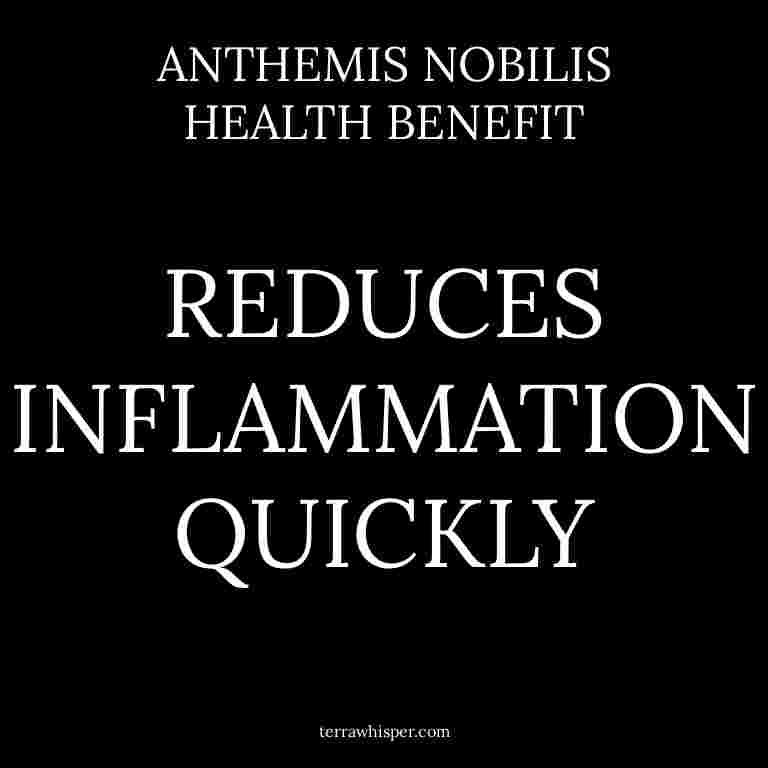 ANTHEMIS NOBILIS
HEALTH BENEFIT
REDUCES
INFLAMMATION
QUICKLY
terrawhisper.com